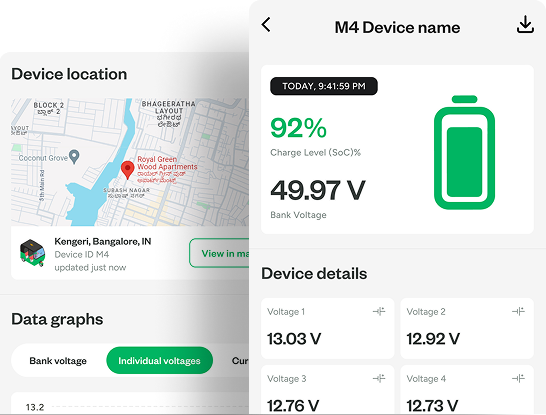 Device location
BLOCK 2
ಬ್ಲಾಕ್ 2
BHAGEERATHA
LAYOUT
ಭಗೀರಥ
ಲೇಔಟ್
AYOUT
ಲೇಔಟ್
Coconut Grove
5th Main Rd
Royal Green
Wood Apartments
ರಾಯಲ್ ಗ್ರೀನ್ ವುಡ್
ಅಪಾರ್ಟ್ಮೆಂಟ್ಸ್
SUBASH NAGAR
ಸುಭಾಷ್ ನಗರ್
Kengeri, Bangalore, IN
Device ID M4
updated just now
View in ma
Data graphs
Bank voltage
Individual voltages
Cur
13.2
M4 Device name
TODAY, 9:41:59 PM
92%
Charge Level (SoC)%
49.97 V
Bank Voltage
Device details
Voltage 1
13.03 V
Voltage 2
12.92 V
Voltage 3
12.76 V
Voltage 4
12.73 V